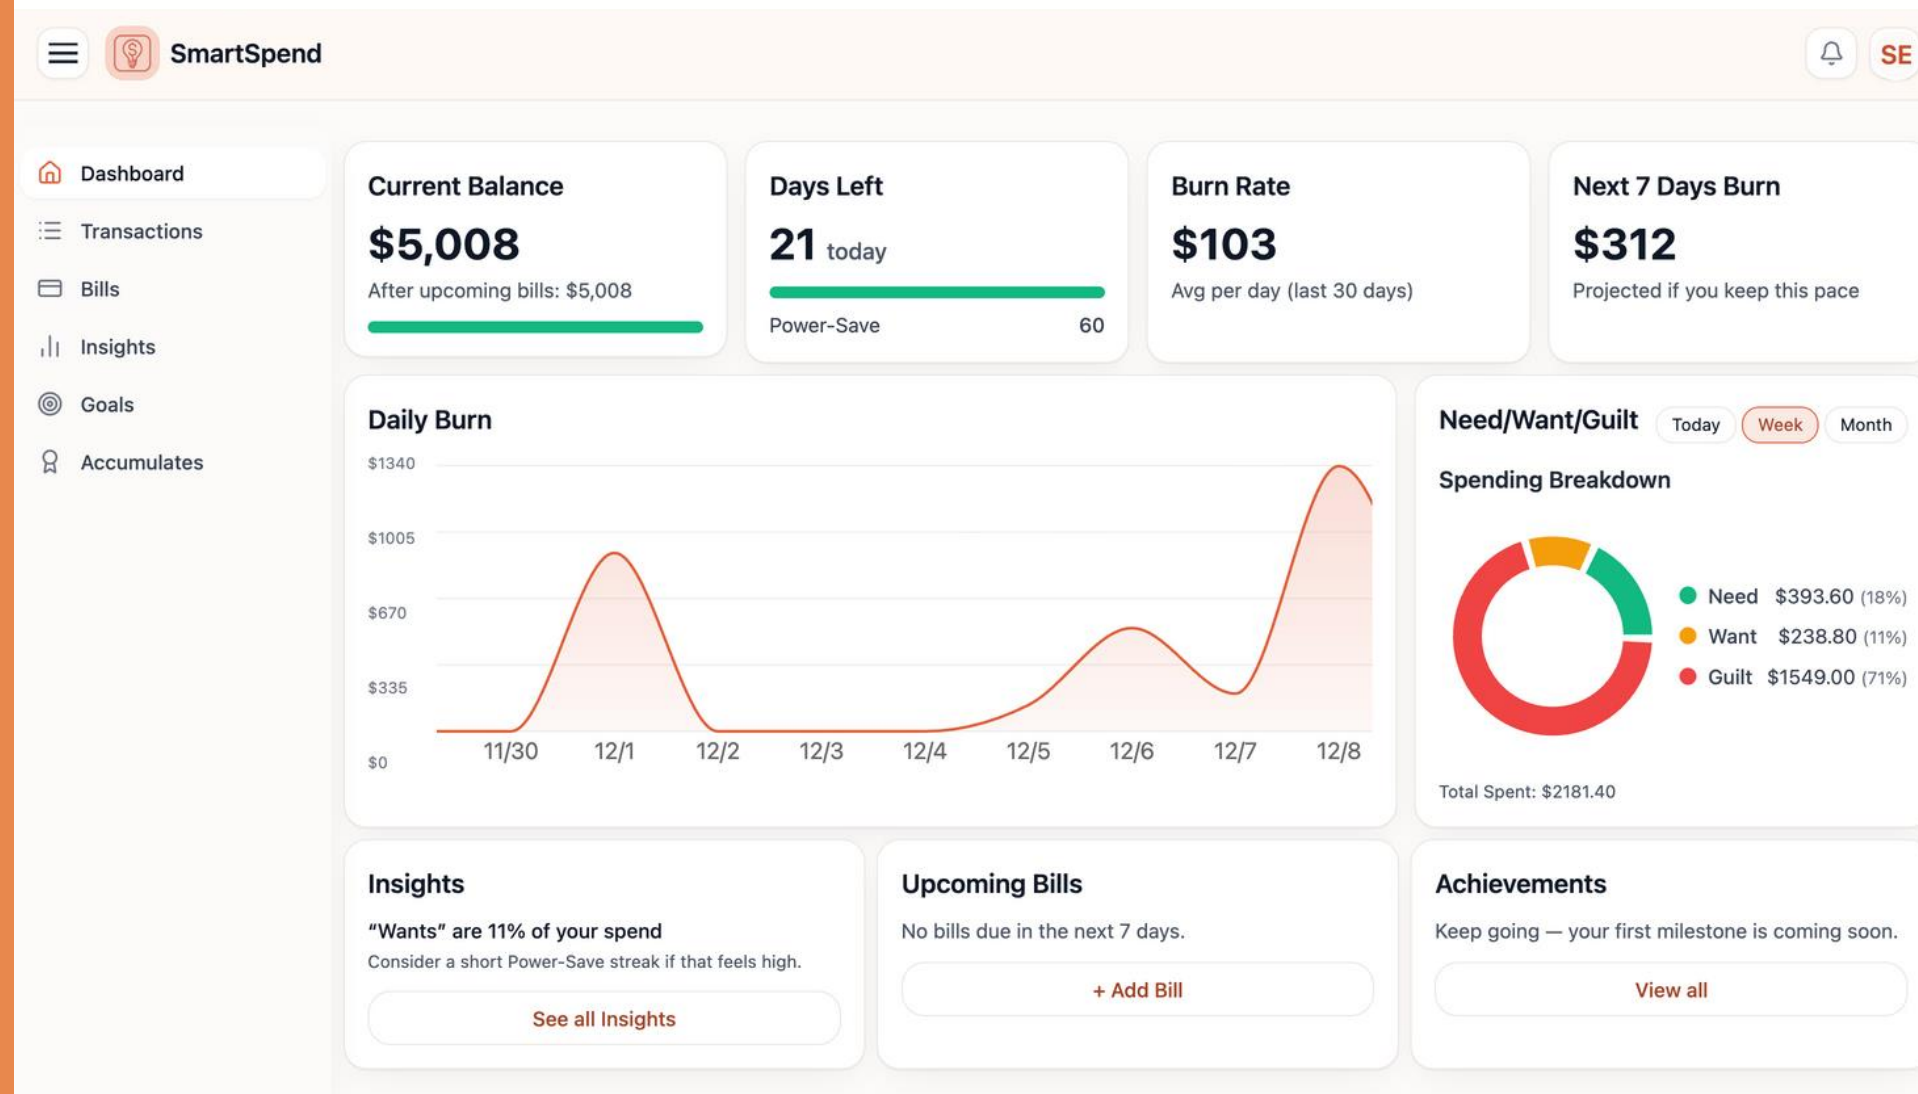 SmartSpend
SE
Dashboard
Transactions
Bills
Insights
Goals
Accumulates
Current Balance
$5,008
After upcoming bills: $5,008
Days Left
21 today
Power-Save 60
Burn Rate
$103
Avg per day (last 30 days)
Next 7 Days Burn
$312
Projected if you keep this pace
Daily Burn
$1340
$1005
$670
$335
$0
11/30 12/1 12/2 12/3 12/4 12/5 12/6 12/7 12/8
Need/Want/Guilt Today Week Month
Spending Breakdown
Need $393.60 (18%)
Want $238.80 (11%)
Guilt $1549.00 (71%)
Total Spent: $2181.40
Insights
“Wants” are 11% of your spend
Consider a short Power-Save streak if that feels high.
See all Insights
Upcoming Bills
No bills due in the next 7 days.
+ Add Bill
Achievements
Keep going — your first milestone is coming soon.
View all